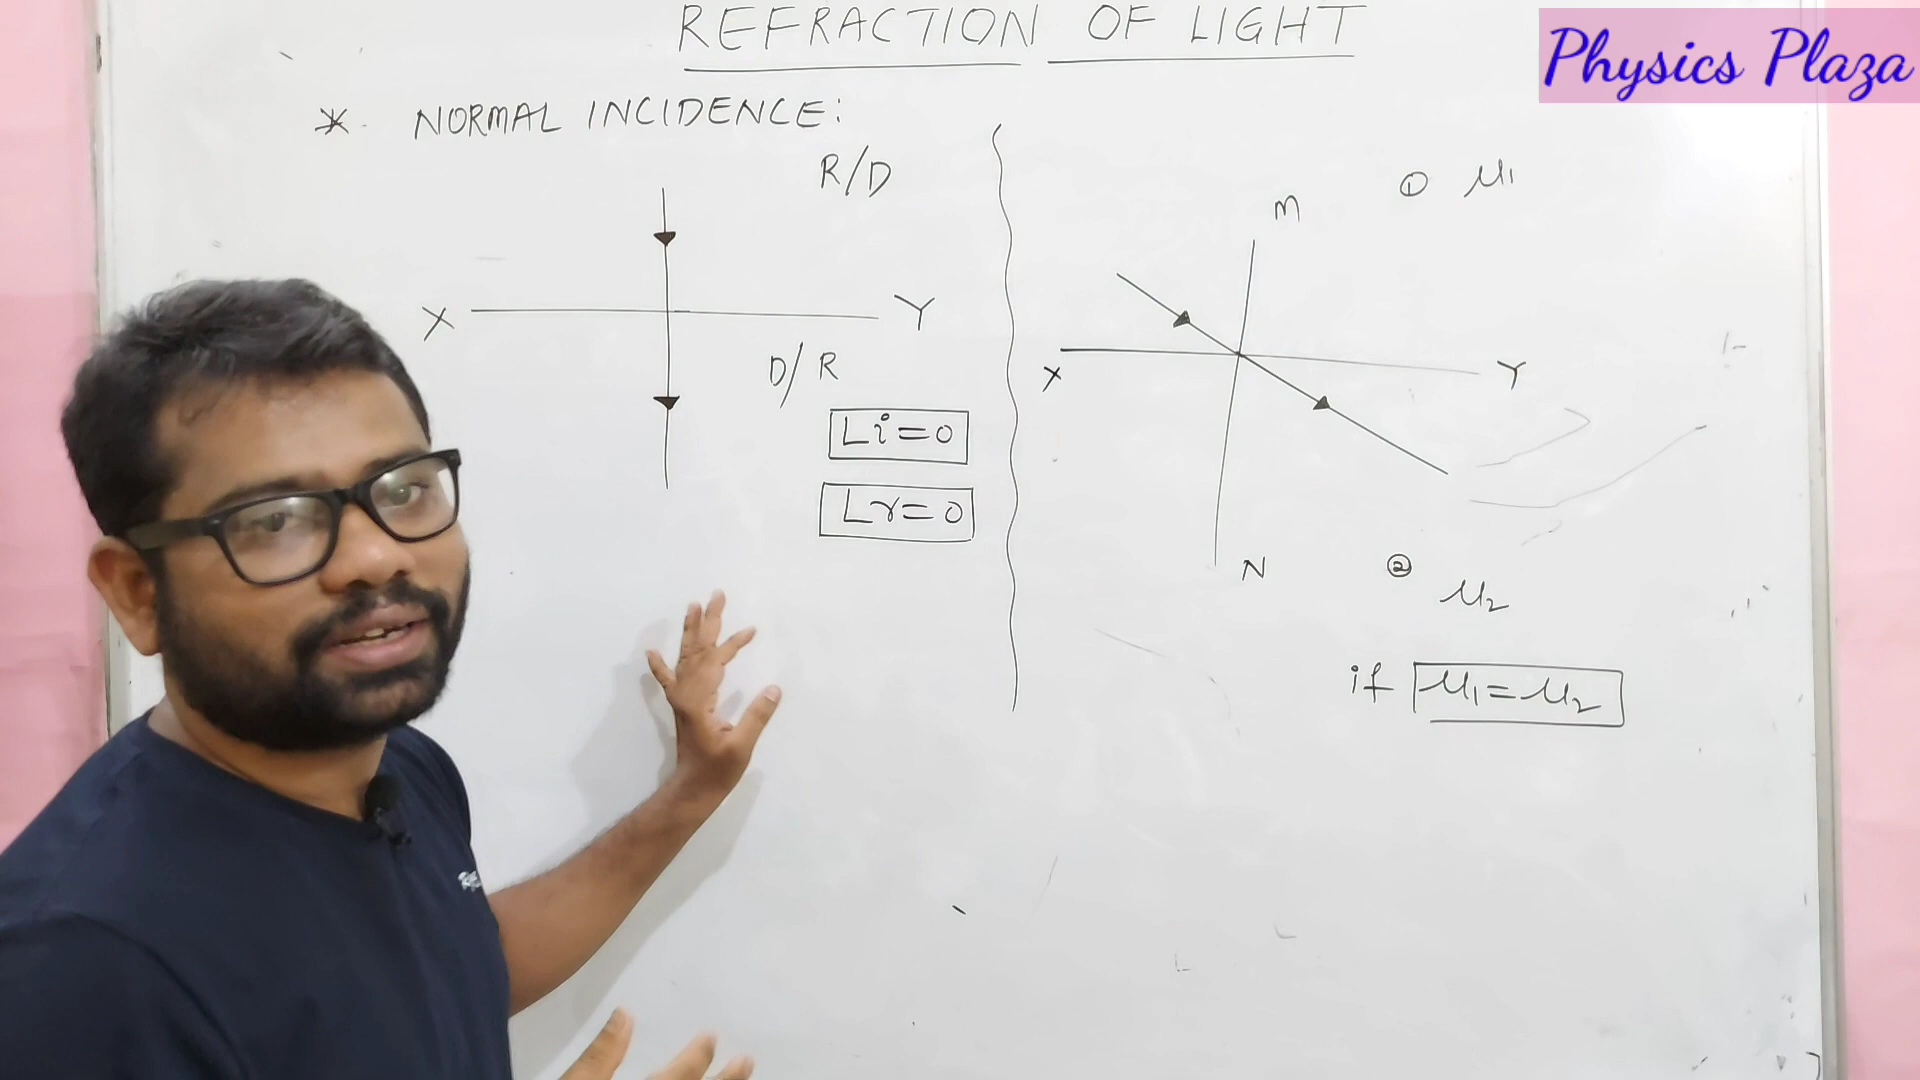 REFRACTION OF LIGHT
Physics Plaza
* NORMAL INCIDENCE:
R/D
X
Y
D/R
∠i=0
∠r=0
① μ₁
M
X
Y
N
② μ₂
if μ₁=μ₂